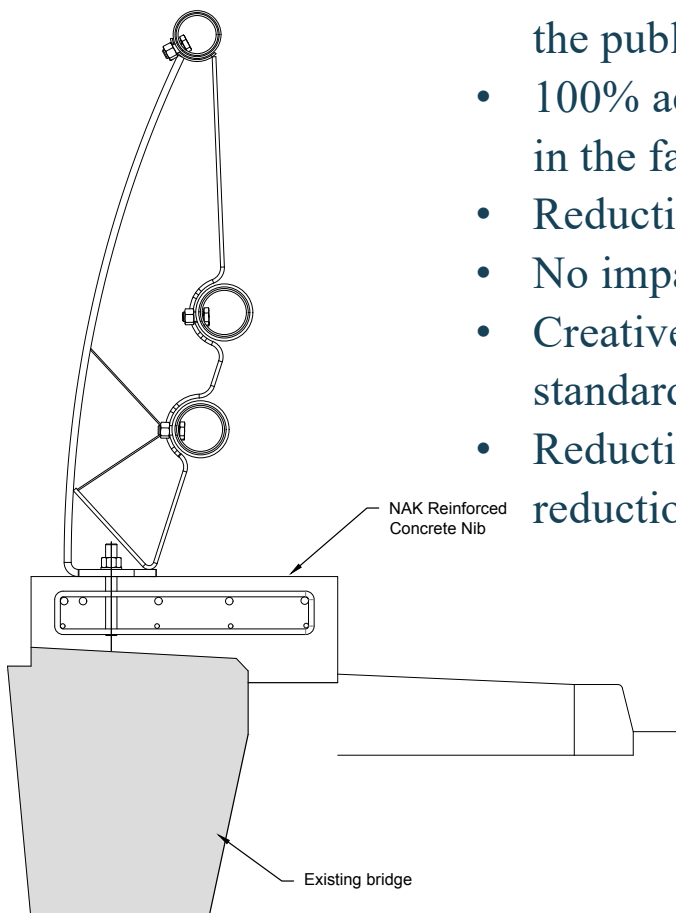 the publ
• 100% a
in the fa
• Reducti
No impa
• Creative
standard
• Reducti
reductio
NAK Reinforced
Concrete Nib
Existing bridge